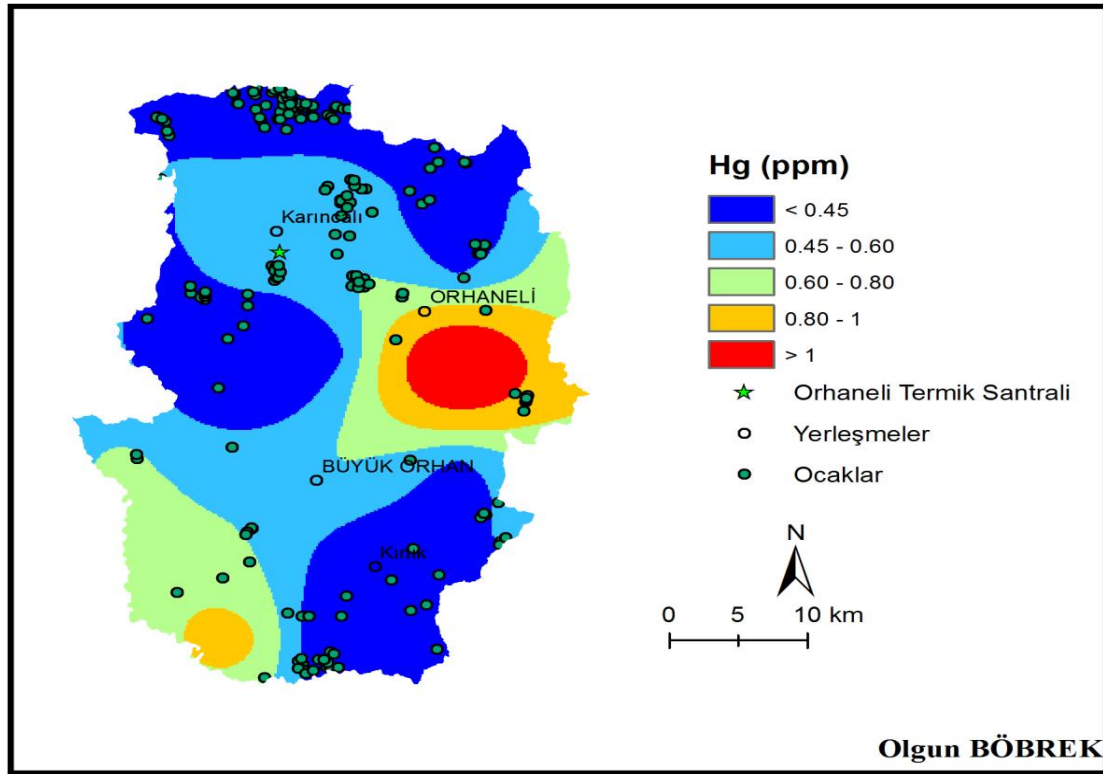 Karıncalı
ORHANELİ
BÜYÜK ORHAN
Kınık
Hg (ppm)
< 0.45
0.45 - 0.60
0.60 - 0.80
0.80 - 1
> 1
Orhaneli Termik Santrali
Yerleşmeler
Ocaklar
N
0 5 10 km
Olgun BÖBREK